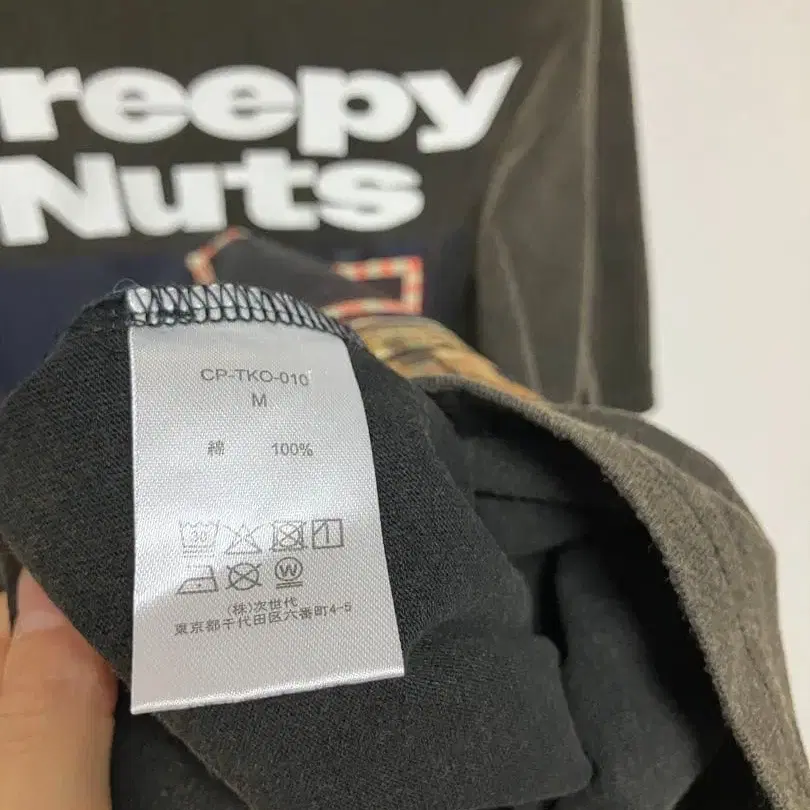 reepy
Nuts
CP-TKO-010
M
綿 100%
30
W
(株)次世代
東京都千代田区六番町4-5